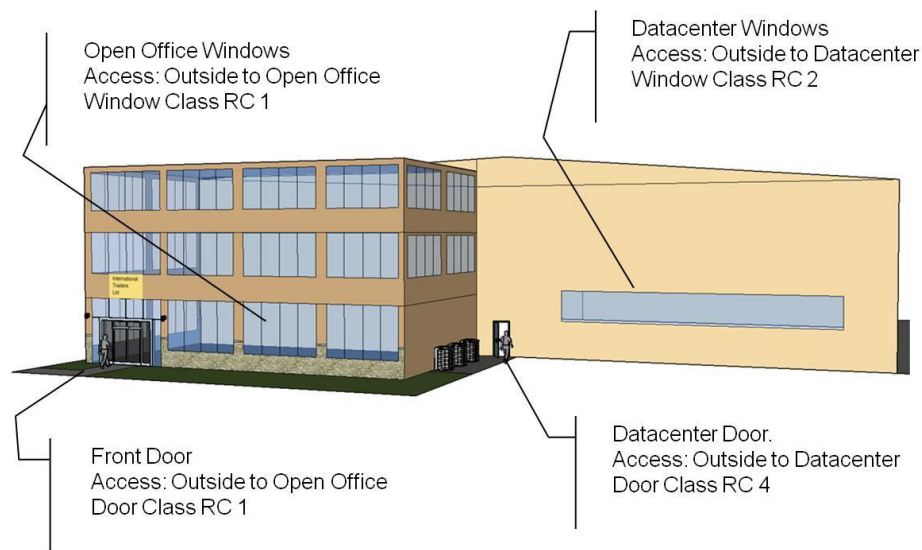 Open Office Windows
Access: Outside to Open Office
Window Class RC 1
Datacenter Windows
Access: Outside to Datacenter
Window Class RC 2
International
Traders
Ltd
Front Door
Access: Outside to Open Office
Door Class RC 1
Datacenter Door.
Access: Outside to Datacenter
Door Class RC 4